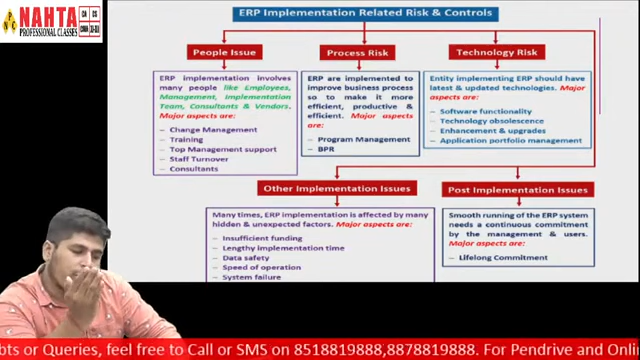 NAHTA
PROFESSIONAL CLASSES
CA CS
CMA XI-XII
ERP Implementation Related Risk & Controls
People Issue
ERP implementation involves
many people like Employees,
Management, Implementation
Team, Consultants & Vendors.
Major aspects are:
− Change Management
− Training
− Top Management support
− Staff Turnover
− Consultants
Process Risk
ERP are implemented to
improve business process
so to make it more
efficient, productive &
efficient. Major aspects
are:
− Program Management
− BPR
Technology Risk
Entity implementing ERP should have
latest & updated technologies. Major
aspects are:
− Software functionality
− Technology obsolescence
− Enhancement & upgrades
− Application portfolio management
Other Implementation Issues
Many times, ERP implementation is affected by many
hidden & unexpected factors. Major aspects are:
− Insufficient funding
− Lengthy implementation time
− Data safety
− Speed of operation
− System failure
Post Implementation Issues
Smooth running of the ERP system
needs a continuous commitment
by the management & users.
Major aspects are:
− Lifelong Commitment
bts or Queries, feel free to Call or SMS on 8518819888,8878819888. For Pendrive and Onlin